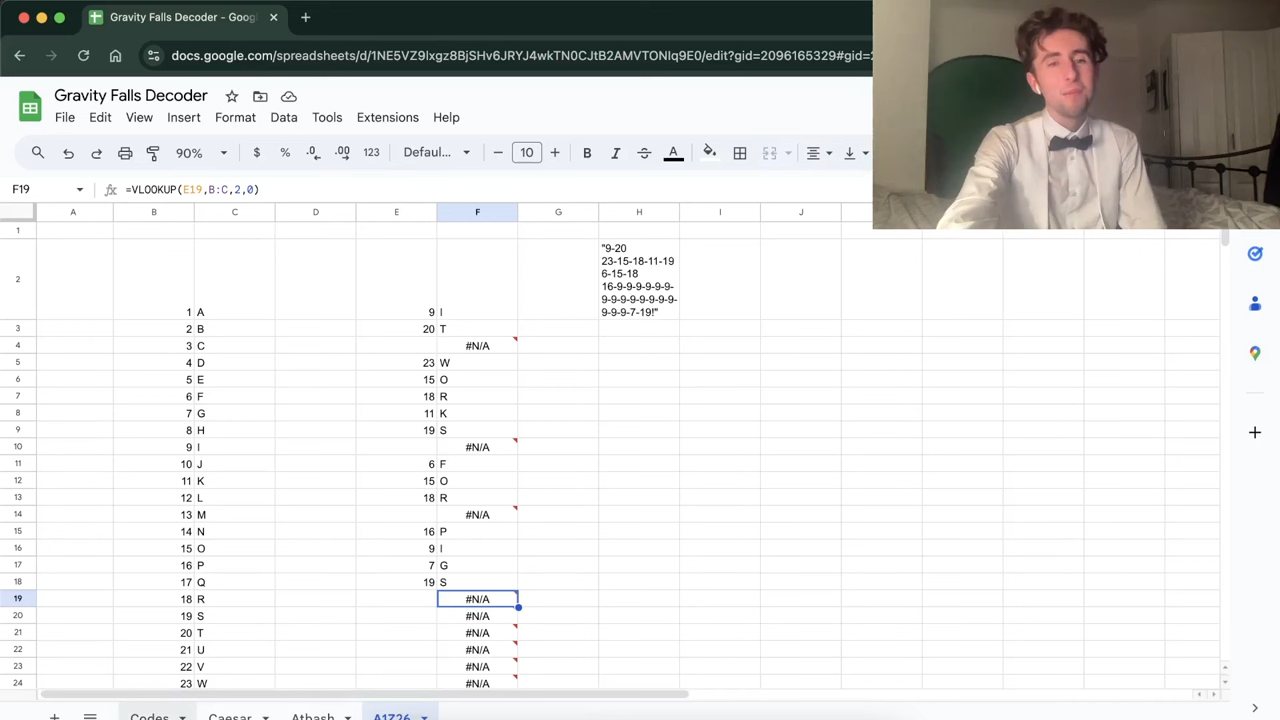 Gravity Falls Decoder - Goog
docs.google.com/spreadsheets/d/1NE5VZ9lxgz8BjSHv6JRYJ4wkTN0CJtB2AMVTONIq9E0/edit?gid=2096165329#gid=2
Gravity Falls Decoder
File Edit View Insert Format Data Tools Extensions Help
90% $ % .0 .00 123 Defaul... 10 B I A
F19 fx =VLOOKUP(E19,B:C,2,0)
A B C D E F G H I J
1
"9-20
23-15-18-11-19
6-15-18
16-9-9-9-9-9-9-
9-9-9-9-9-9-9-9-
2 1 A 9 I 9-9-9-7-19!"
3 2 B 20 T
4 3 C #N/A
5 4 D 23 W
6 5 E 15 O
7 6 F 18 R
8 7 G 11 K
9 8 H 19 S
10 9 I #N/A
11 10 J 6 F
12 11 K 15 O
13 12 L 18 R
14 13 M #N/A
15 14 N 16 P
16 15 O 9 I
17 16 P 7 G
18 17 Q 19 S
19 18 R #N/A
20 19 S #N/A
21 20 T #N/A
22 21 U #N/A
23 22 V #N/A
24 23 W #N/A
Codes Caesar Atbash A1Z26